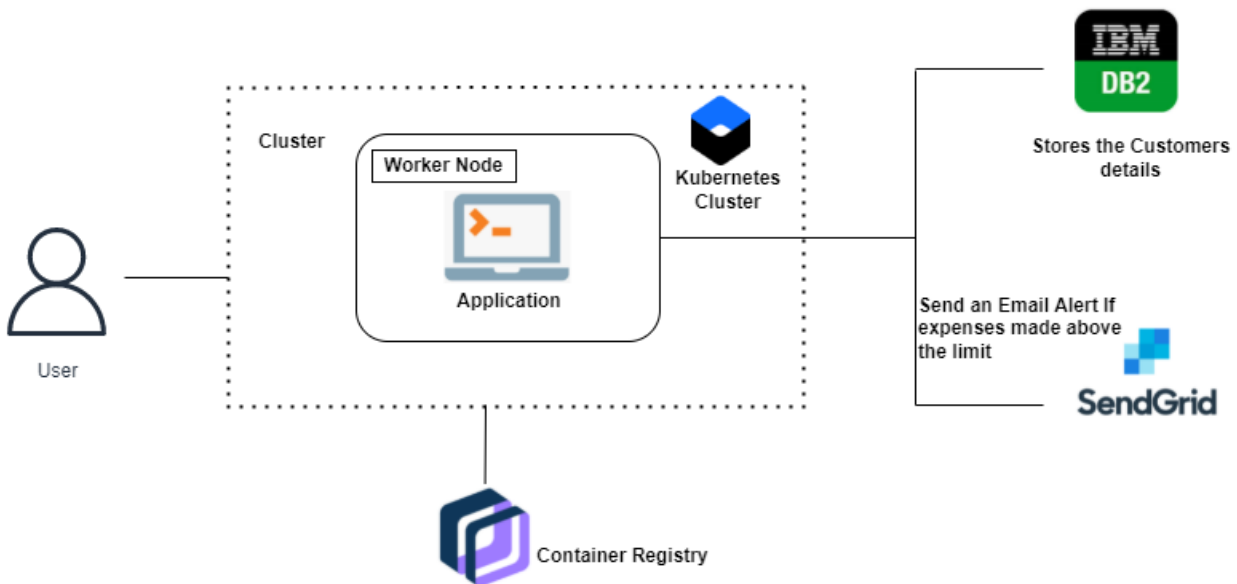 IBM
DB2
Stores the Customers
details
Cluster
Worker Node
Kubernetes
Cluster
Application
User
Send an Email Alert If
expenses made above
the limit
SendGrid
Container Registry